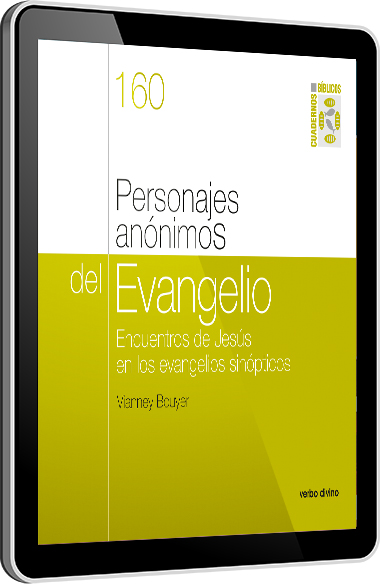 160
CUADERNOS
BÍBLICOS
Personajes
anónimos
del Evangelio
Encuentros de Jesús
en los evangelios sinópticos
Vianney Bouyer
verbo divino